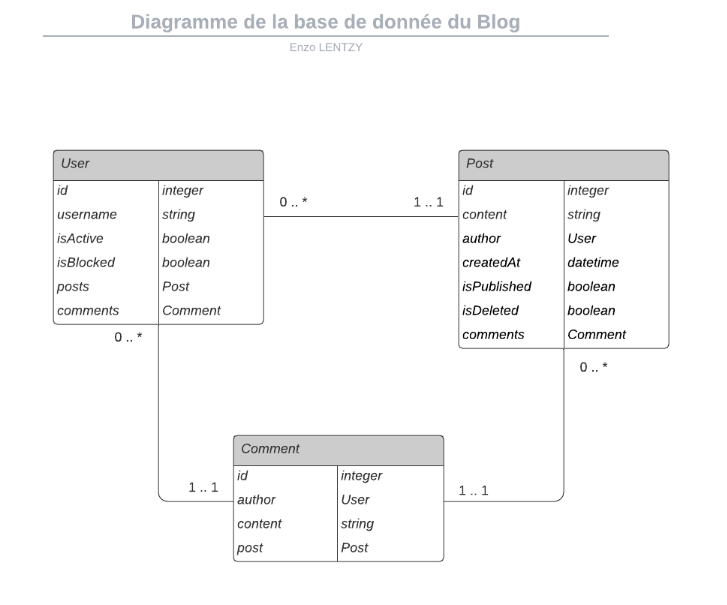 Diagramme de la base de donnée du Blog
Enzo LENTZY
User
id integer
username string
isActive boolean
isBlocked boolean
posts Post
comments Comment
0 .. *
1 .. 1
Post
id integer
content string
author User
createdAt datetime
isPublished boolean
isDeleted boolean
comments Comment
0 .. *
0 .. *
1 .. 1
1 .. 1
Comment
id integer
author User
content string
post Post